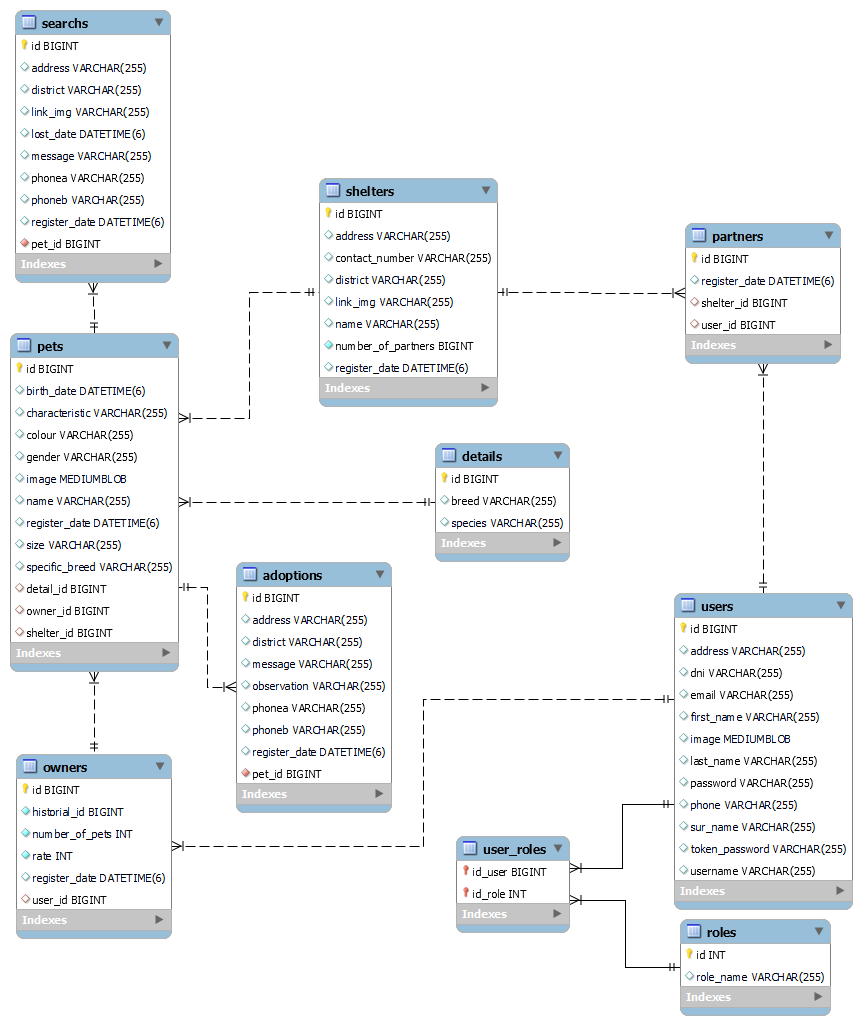 searchs
id BIGINT
address VARCHAR(255)
district VARCHAR(255)
link_img VARCHAR(255)
lost_date DATETIME(6)
message VARCHAR(255)
phonea VARCHAR(255)
phoneb VARCHAR(255)
register_date DATETIME(6)
pet_id BIGINT
Indexes
shelters
id BIGINT
address VARCHAR(255)
contact_number VARCHAR(255)
district VARCHAR(255)
link_img VARCHAR(255)
name VARCHAR(255)
number_of_partners BIGINT
register_date DATETIME(6)
Indexes
partners
id BIGINT
register_date DATETIME(6)
shelter_id BIGINT
user_id BIGINT
Indexes
pets
id BIGINT
birth_date DATETIME(6)
characteristic VARCHAR(255)
colour VARCHAR(255)
gender VARCHAR(255)
image MEDIUMBLOB
name VARCHAR(255)
register_date DATETIME(6)
size VARCHAR(255)
specific_breed VARCHAR(255)
detail_id BIGINT
owner_id BIGINT
shelter_id BIGINT
Indexes
details
id BIGINT
breed VARCHAR(255)
species VARCHAR(255)
Indexes
adoptions
id BIGINT
address VARCHAR(255)
district VARCHAR(255)
message VARCHAR(255)
observation VARCHAR(255)
phonea VARCHAR(255)
phoneb VARCHAR(255)
register_date DATETIME(6)
pet_id BIGINT
Indexes
users
id BIGINT
address VARCHAR(255)
dni VARCHAR(255)
email VARCHAR(255)
first_name VARCHAR(255)
image MEDIUMBLOB
last_name VARCHAR(255)
password VARCHAR(255)
phone VARCHAR(255)
sur_name VARCHAR(255)
token_password VARCHAR(255)
username VARCHAR(255)
Indexes
owners
id BIGINT
historial_id BIGINT
number_of_pets INT
rate INT
register_date DATETIME(6)
user_id BIGINT
Indexes
user_roles
id_user BIGINT
id_role INT
Indexes
roles
id INT
role_name VARCHAR(255)
Indexes